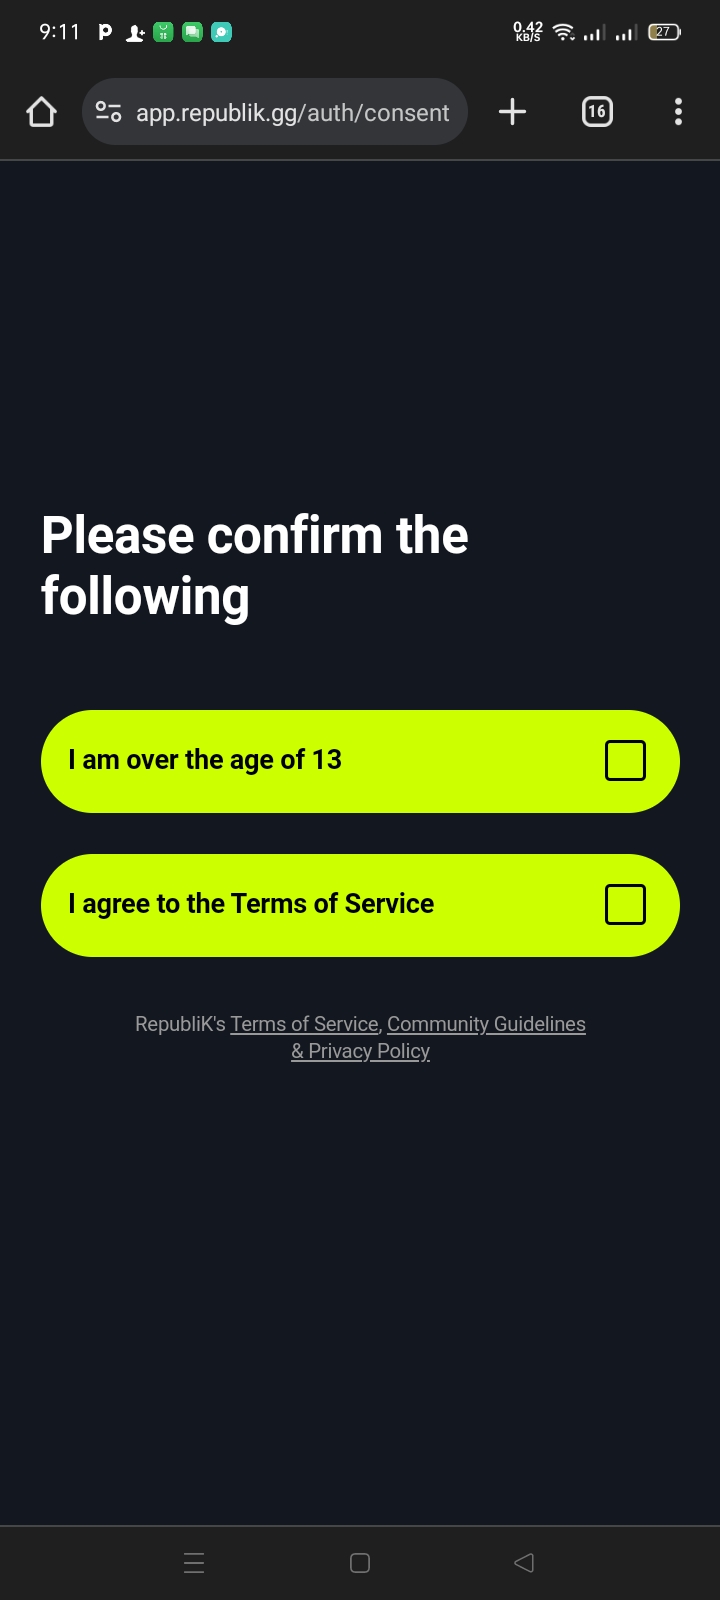 9:11
0.42
KB/S
27
app.republik.gg/auth/consent
16
Please confirm the
following
I am over the age of 13
I agree to the Terms of Service
RepubliK's Terms of Service, Community Guidelines
& Privacy Policy